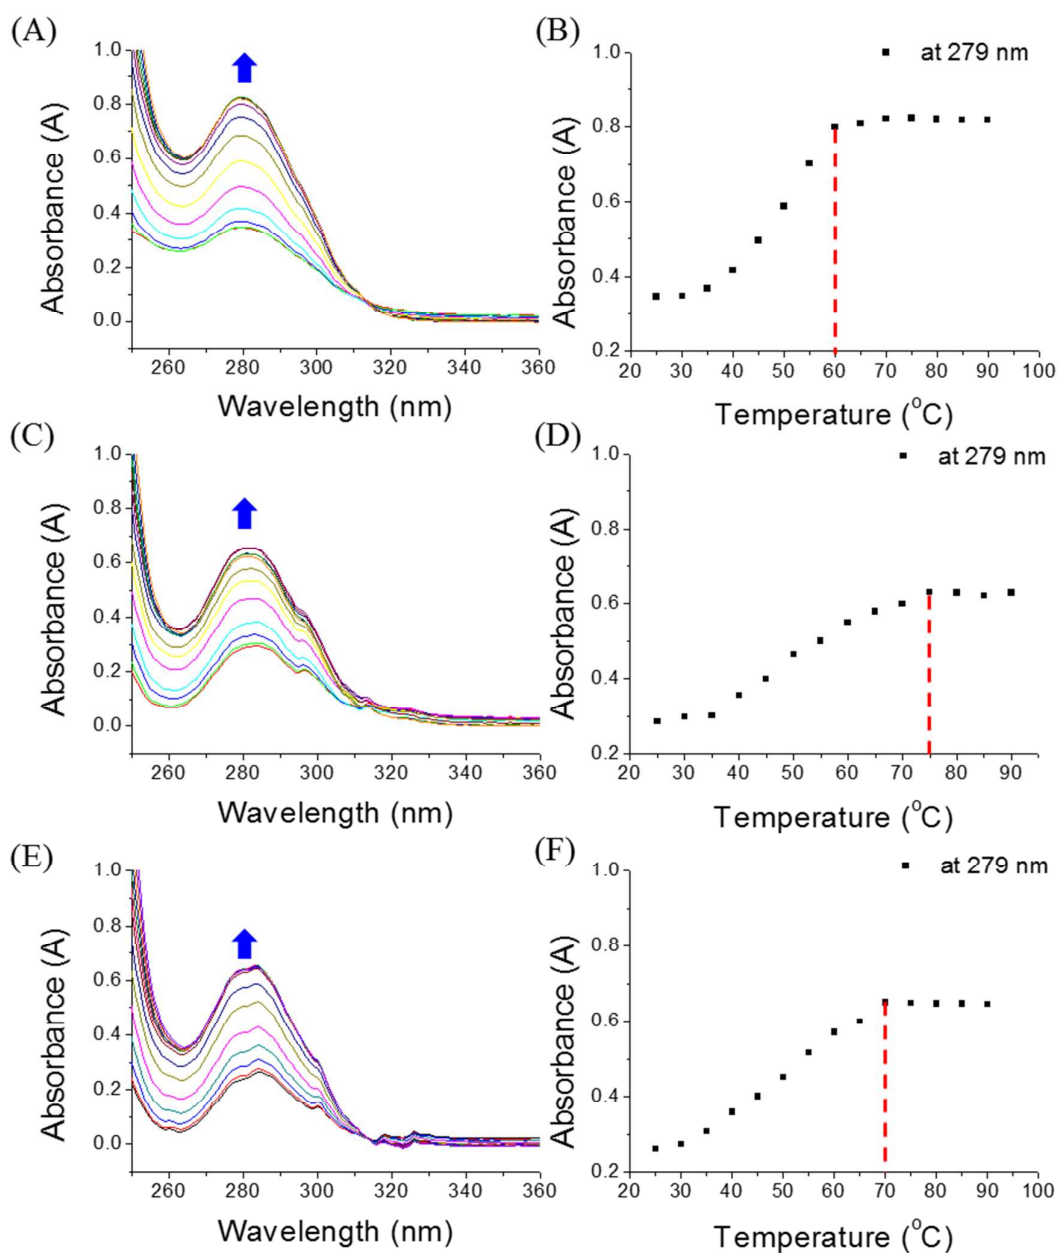 (A)
1.0
0.8
0.6
0.4
0.2
0.0
Absorbance (A)
260 280 300 320 340 360
Wavelength (nm)
(B)
at 279 nm
1.0
0.8
0.6
0.4
0.2
Absorbance (A)
20 30 40 50 60 70 80 90 100
Temperature (°C)
(C)
1.0
0.8
0.6
0.4
0.2
0.0
Absorbance (A)
260 280 300 320 340 360
Wavelength (nm)
(D)
at 279 nm
1.0
0.8
0.6
0.4
0.2
Absorbance (A)
20 30 40 50 60 70 80 90
Temperature (°C)
(E)
1.0
0.8
0.6
0.4
0.2
0.0
Absorbance (A)
260 280 300 320 340 360
Wavelength (nm)
(F)
at 279 nm
1.0
0.8
0.6
0.4
0.2
Absorbance (A)
20 30 40 50 60 70 80 90 100
Temperature (°C)